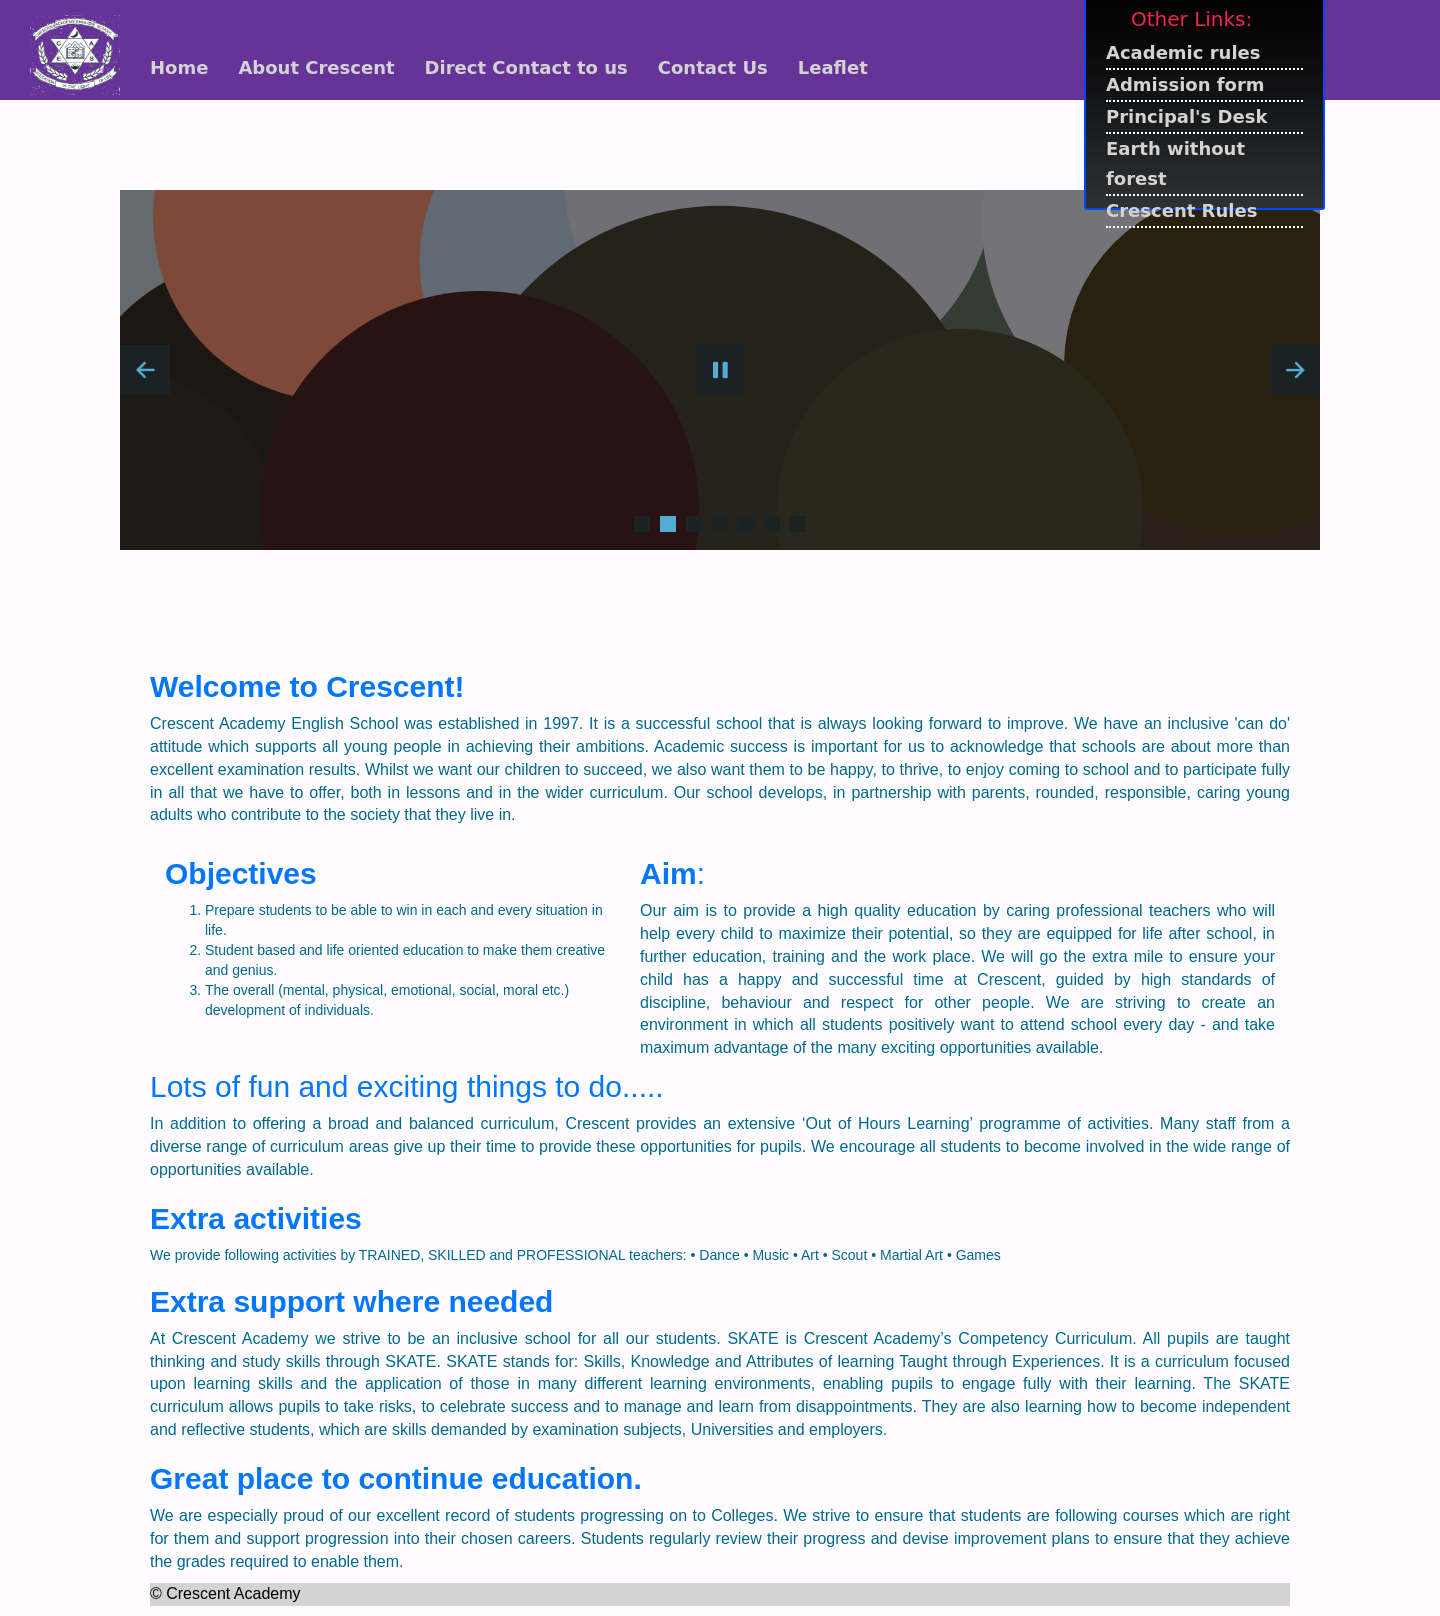 Home About Crescent Direct Contact to us Contact Us Leaflet
Other Links:
Academic rules
Admission form
Principal's Desk
Earth without
forest
Crescent Rules
Welcome to Crescent!
Crescent Academy English School was established in 1997. It is a successful school that is always looking forward to improve. We have an inclusive 'can do'
attitude which supports all young people in achieving their ambitions. Academic success is important for us to acknowledge that schools are about more than
excellent examination results. Whilst we want our children to succeed, we also want them to be happy, to thrive, to enjoy coming to school and to participate fully
in all that we have to offer, both in lessons and in the wider curriculum. Our school develops, in partnership with parents, rounded, responsible, caring young
adults who contribute to the society that they live in.
Objectives
1. Prepare students to be able to win in each and every situation in
life.
2. Student based and life oriented education to make them creative
and genius.
3. The overall (mental, physical, emotional, social, moral etc.)
development of individuals.
Aim:
Our aim is to provide a high quality education by caring professional teachers who will
help every child to maximize their potential, so they are equipped for life after school, in
further education, training and the work place. We will go the extra mile to ensure your
child has a happy and successful time at Crescent, guided by high standards of
discipline, behaviour and respect for other people. We are striving to create an
environment in which all students positively want to attend school every day - and take
maximum advantage of the many exciting opportunities available.
Lots of fun and exciting things to do.....
In addition to offering a broad and balanced curriculum, Crescent provides an extensive ‘Out of Hours Learning’ programme of activities. Many staff from a
diverse range of curriculum areas give up their time to provide these opportunities for pupils. We encourage all students to become involved in the wide range of
opportunities available.
Extra activities
We provide following activities by TRAINED, SKILLED and PROFESSIONAL teachers: • Dance • Music • Art • Scout • Martial Art • Games
Extra support where needed
At Crescent Academy we strive to be an inclusive school for all our students. SKATE is Crescent Academy’s Competency Curriculum. All pupils are taught
thinking and study skills through SKATE. SKATE stands for: Skills, Knowledge and Attributes of learning Taught through Experiences. It is a curriculum focused
upon learning skills and the application of those in many different learning environments, enabling pupils to engage fully with their learning. The SKATE
curriculum allows pupils to take risks, to celebrate success and to manage and learn from disappointments. They are also learning how to become independent
and reflective students, which are skills demanded by examination subjects, Universities and employers.
Great place to continue education.
We are especially proud of our excellent record of students progressing on to Colleges. We strive to ensure that students are following courses which are right
for them and support progression into their chosen careers. Students regularly review their progress and devise improvement plans to ensure that they achieve
the grades required to enable them.
© Crescent Academy